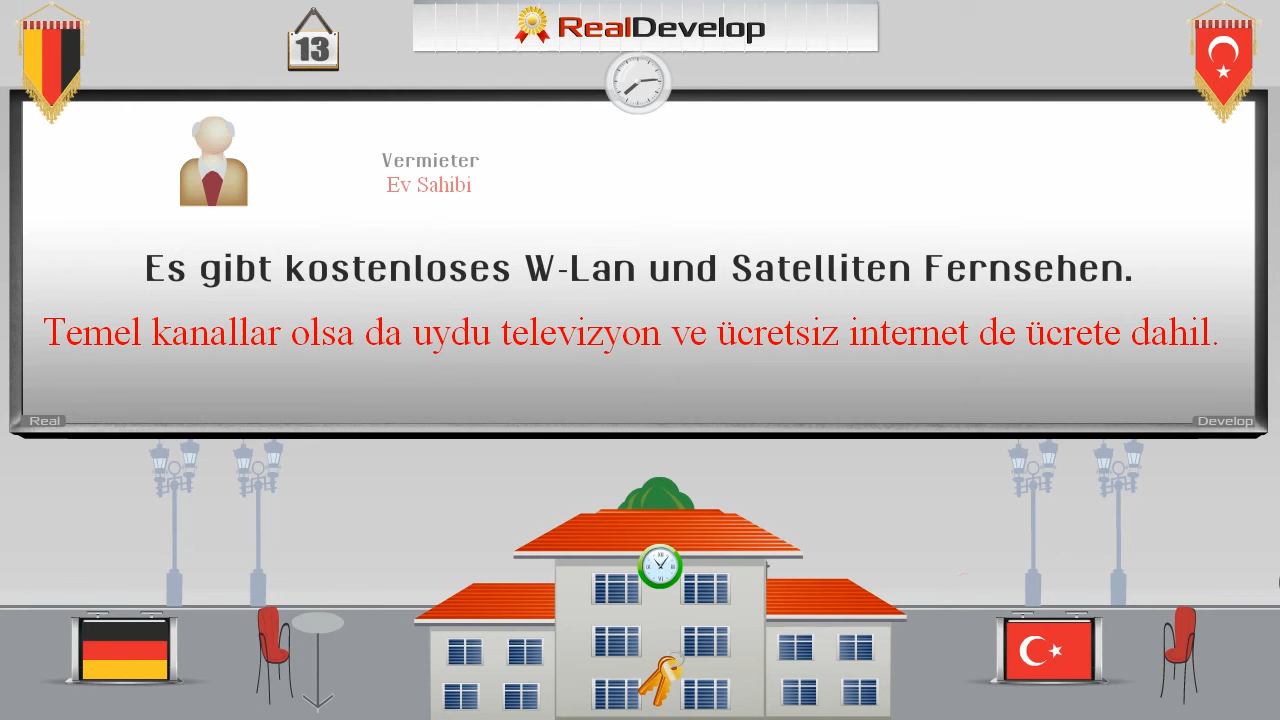 13
RealDevelop
Vermieter
Ev Sahibi
Es gibt kostenloses W-Lan und Satelliten Fernsehen.
Temel kanallar olsa da uydu televizyon ve ücretsiz internet de ücrete dahil.
Real
Develop